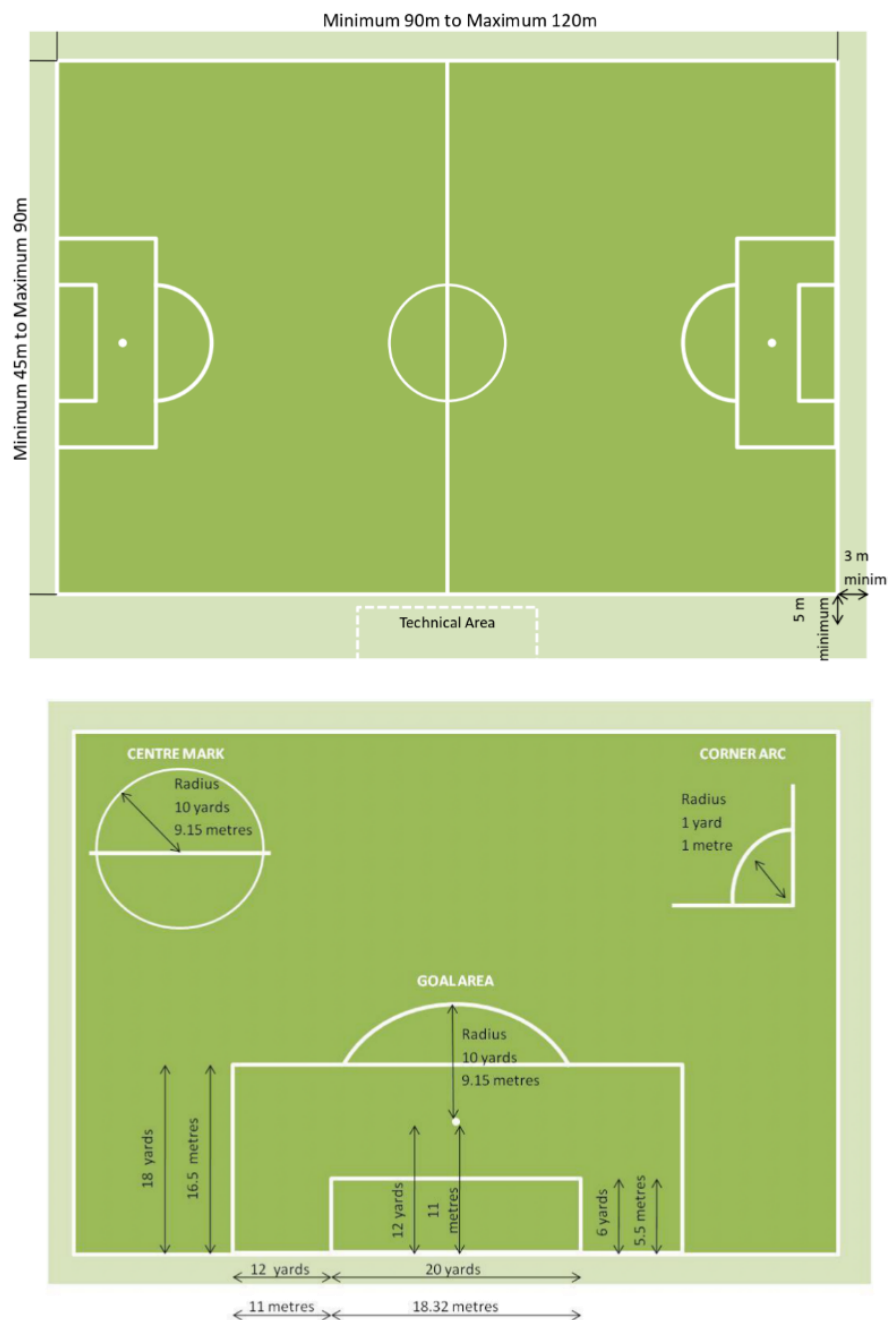 Minimum 90m to Maximum 120m
Minimum 45m to Maximum 90m
3 m
minim
5 m
minimum
Technical Area
CENTRE MARK
Radius
10 yards
9.15 metres
CORNER ARC
Radius
1 yard
1 metre
GOAL AREA
Radius
10 yards
9.15 metres
18 yards
16.5 metres
12 yards
11
metres
6 yards
5.5 metres
12 yards
20 yards
11 metres
18.32 metres